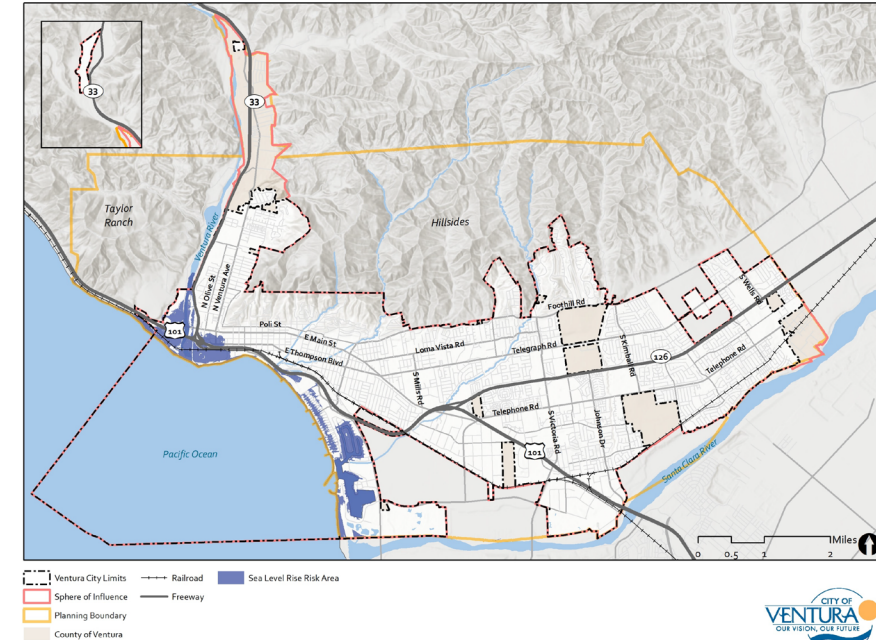 33
33
Taylor
Ranch
Ventura River
Hillsides
N Olive St
N Ventura Ave
S Wells Rd
Foothill Rd
101
Poli St
E Main St
E Thompson Blvd
Loma Vista Rd
Telegraph Rd
S Kimball Rd
126
Telephone Rd
S Mills Rd
Telephone Rd
S Victoria Rd
Johnson Dr
101
Pacific Ocean
Santa Clara River
Miles
0 0.5 1 2
Ventura City Limits
Railroad
Sea Level Rise Risk Area
Sphere of Influence
Freeway
Planning Boundary
County of Ventura
CITY OF
VENTURA
OUR VISION, OUR FUTURE